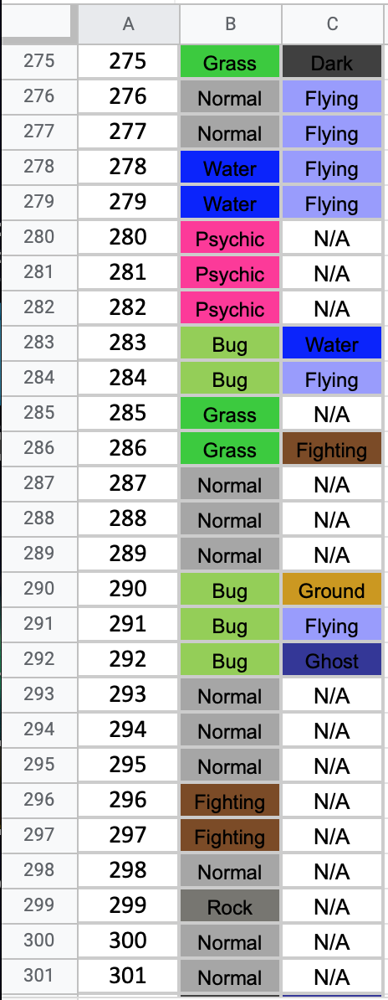 A B C
275 275 Grass Dark
276 276 Normal Flying
277 277 Normal Flying
278 278 Water Flying
279 279 Water Flying
280 280 Psychic N/A
281 281 Psychic N/A
282 282 Psychic N/A
283 283 Bug Water
284 284 Bug Flying
285 285 Grass N/A
286 286 Grass Fighting
287 287 Normal N/A
288 288 Normal N/A
289 289 Normal N/A
290 290 Bug Ground
291 291 Bug Flying
292 292 Bug Ghost
293 293 Normal N/A
294 294 Normal N/A
295 295 Normal N/A
296 296 Fighting N/A
297 297 Fighting N/A
298 298 Normal N/A
299 299 Rock N/A
300 300 Normal N/A
301 301 Normal N/A